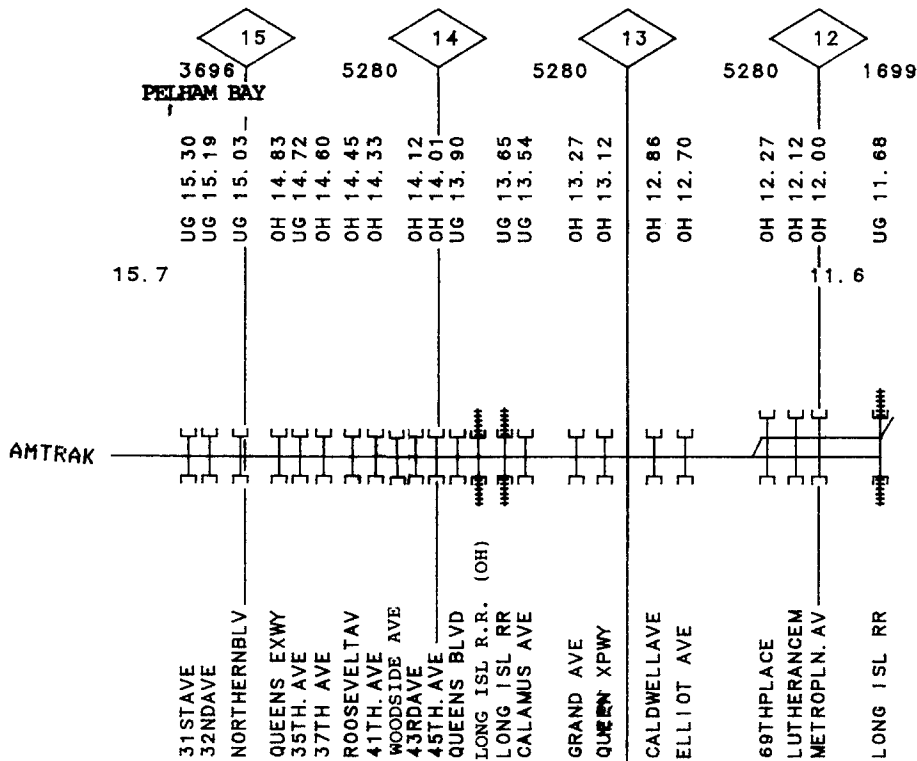 15
14
13
12
3696
5280
5280
5280
1699
PELHAM BAY
UG 15.30
UG 15.19
UG 15.03
OH 14.83
UG 14.72
OH 14.60
OH 14.45
OH 14.33
OH 14.12
OH 14.01
UG 13.90
UG 13.65
UG 13.54
OH 13.27
OH 13.12
OH 12.86
OH 12.70
OH 12.27
OH 12.12
OH 12.00
UG 11.68
15.7
11.6
AMTRAK
31STAVE
32NDAVE
NORTHERNBLV
QUEENS EXWY
35TH.AVE
37TH AVE
ROOSEVELTAV
41TH.AVE
WOODSIDE AVE
43RDAVE
45TH.AVE
QUEENS BLVD
LONG ISL R.R. (OH)
LONG ISL RR
CALAMUS AVE
GRAND AVE
QUEEN XPWY
CALDWELLAVE
ELLIOT AVE
69THPLACE
LUTHERANCEM
METROPLN.AV
LONG ISL RR